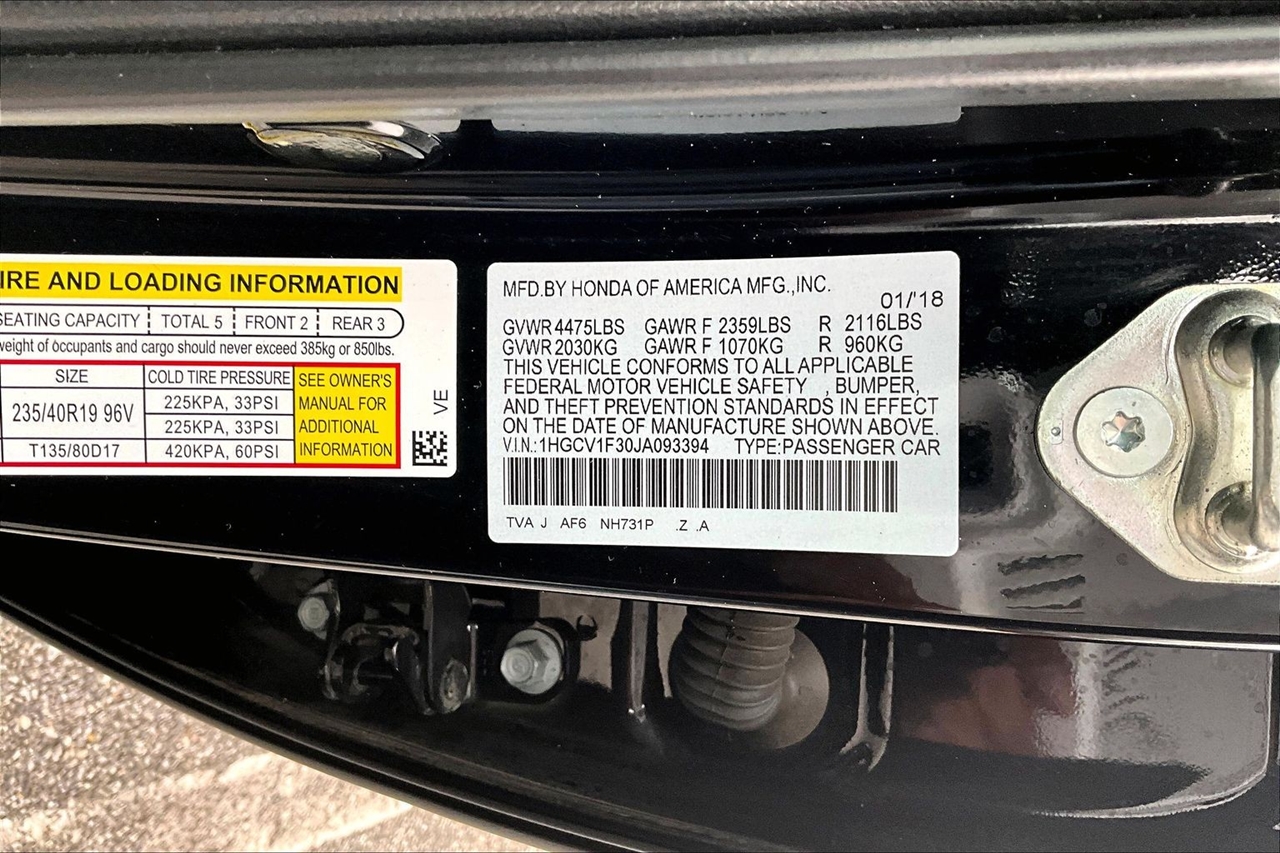 IRE AND LOADING INFORMATION
SEATING CAPACITY TOTAL 5 FRONT 2 REAR 3
weight of occupants and cargo should never exceed 385kg or 850lbs.
SIZE COLD TIRE PRESSURE
235/40R19 96V 225KPA, 33PSI
225KPA, 33PSI
T135/80D17 420KPA, 60PSI
SEE OWNER'S
MANUAL FOR
ADDITIONAL
INFORMATION
VE
MFD.BY HONDA OF AMERICA MFG.,INC.
01/'18
GVWR 4475LBS GAWR F 2359LBS R 2116LBS
GVWR 2030KG GAWR F 1070KG R 960KG
THIS VEHICLE CONFORMS TO ALL APPLICABLE
FEDERAL MOTOR VEHICLE SAFETY , BUMPER,
AND THEFT PREVENTION STANDARDS IN EFFECT
ON THE DATE OF MANUFACTURE SHOWN ABOVE.
V.I.N.:1HGCV1F30JA093394 TYPE:PASSENGER CAR
TVA J AF6 NH731P .Z .A